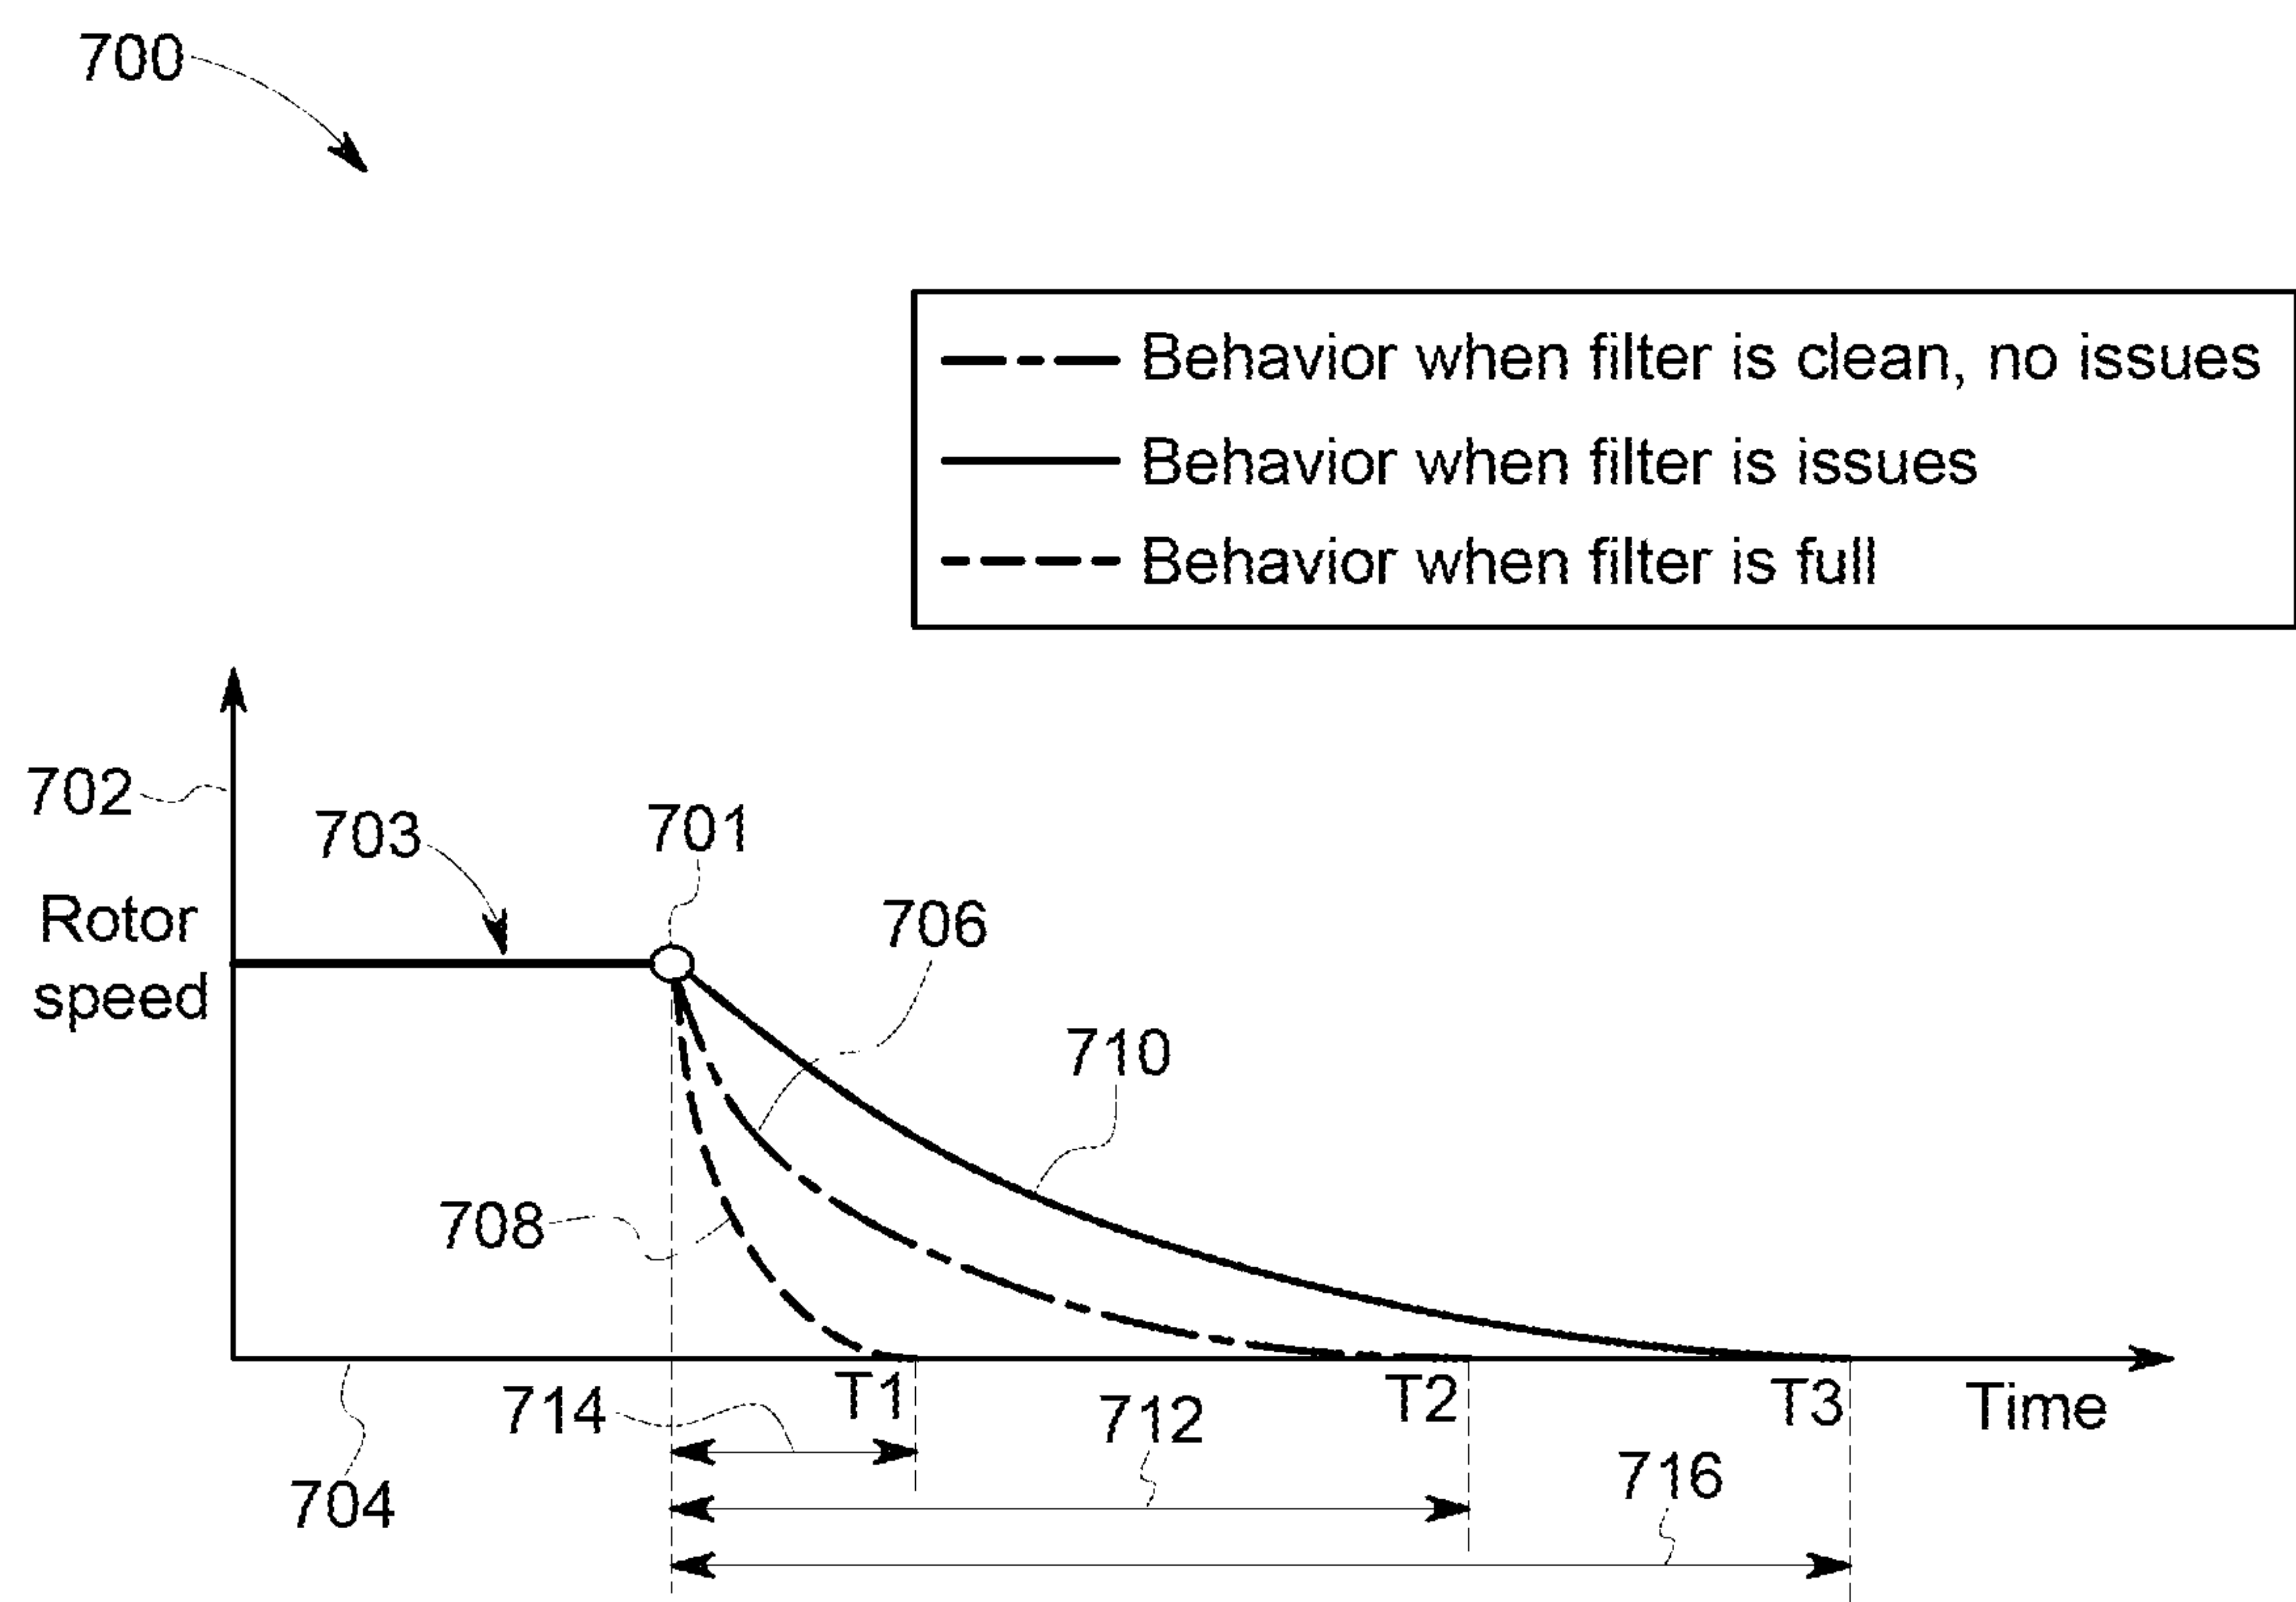 700
Behavior when filter is clean, no issues
Behavior when filter is issues
Behavior when filter is full
702
703
701
706
Rotor
speed
710
708
T1
T2
T3
Time
714
712
716
704